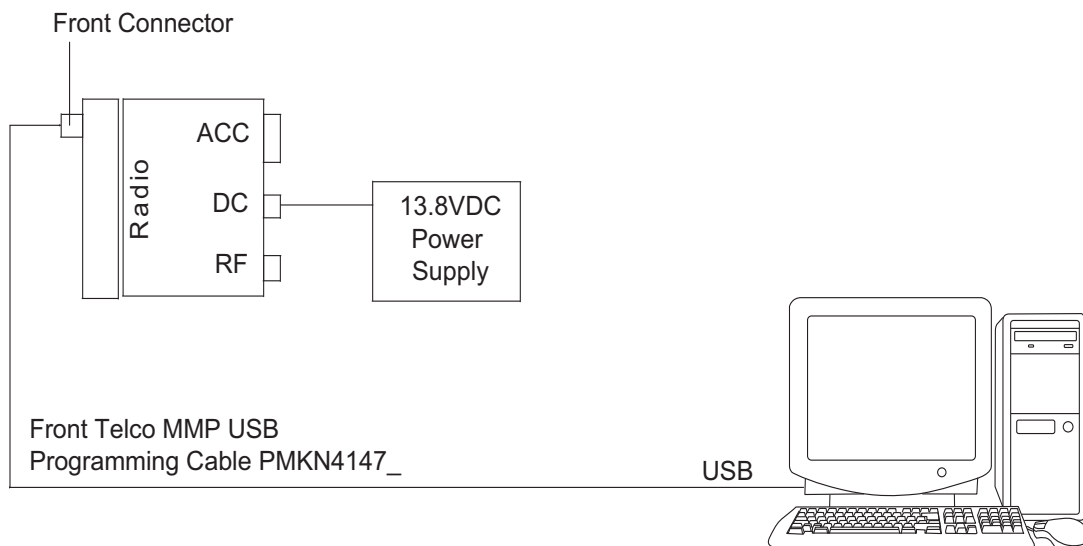 Front Connector
ACC
Radio
DC
RF
13.8VDC
Power
Supply
Front Telco MMP USB
Programming Cable PMKN4147_
USB